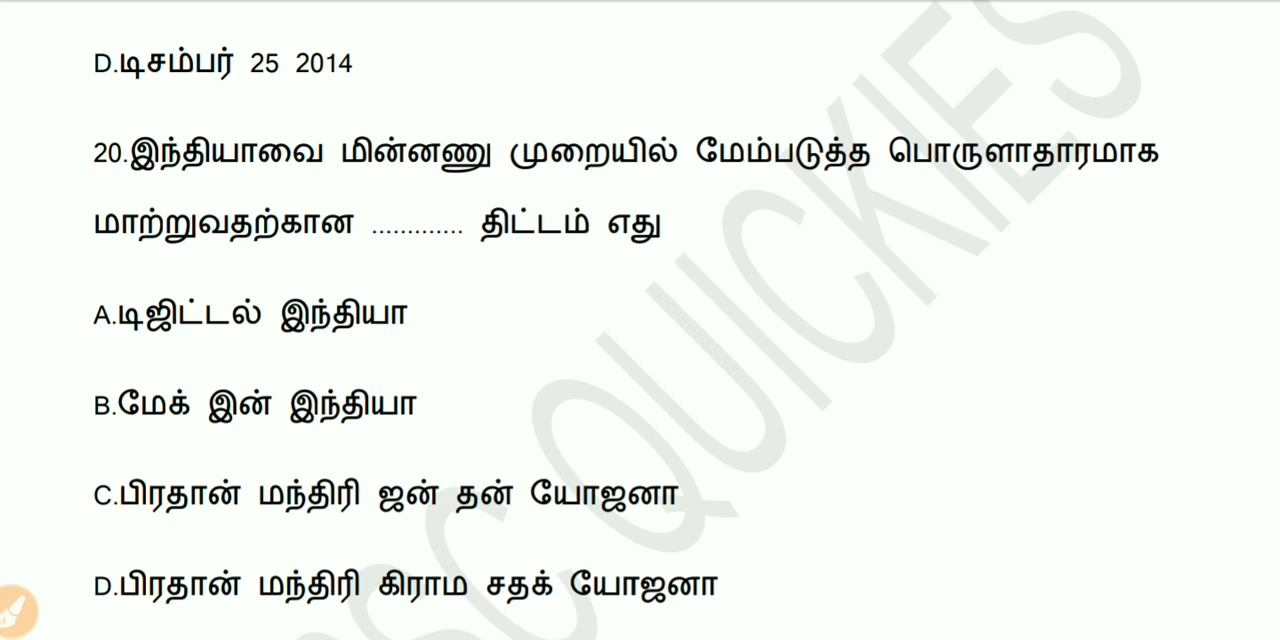 D.டிசம்பர் 25 2014
20.இந்தியாவை மின்னணு முறையில் மேம்படுத்த பொருளாதாரமாக
மாற்றுவதற்கான ............. திட்டம் எது
A.டிஜிட்டல் இந்தியா
B.மேக் இன் இந்தியா
C.பிரதான் மந்திரி ஜன் தன் யோஜனா
D.பிரதான் மந்திரி கிராம சதக் யோஜனா
SC QUICKIES